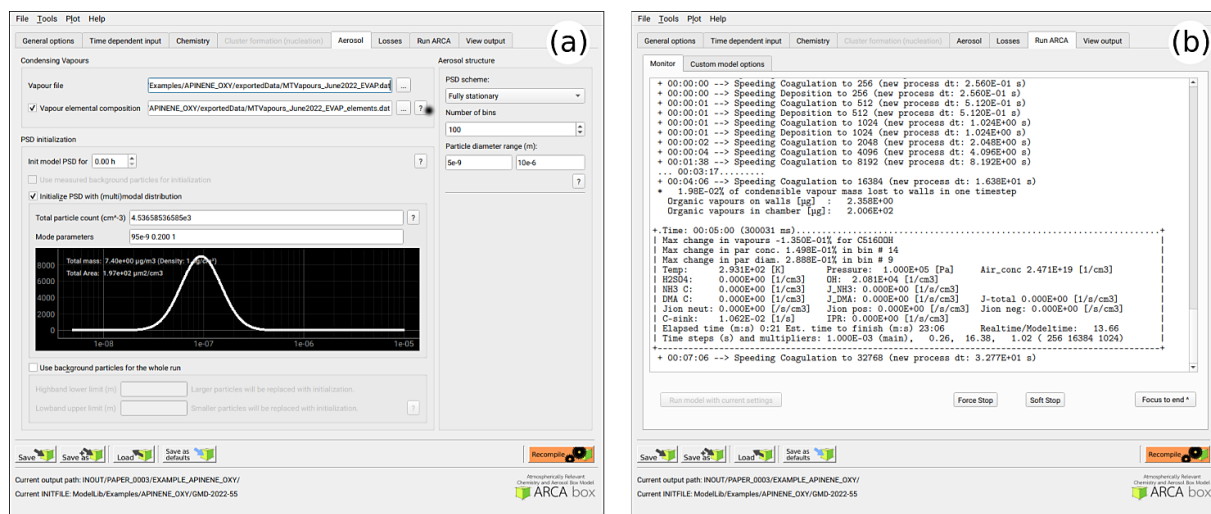 File Tools Plot Help
(a)
General options Time dependent input Chemistry Cluster formation (nucleation) Aerosol Losses Run ARCA View output
Condensing Vapours
Vapour file Examples/APINENE_OXY/exportedData/MTVapours_June2022_EVAP.dat ...
Vapour elemental composition APINENE_OXY/exportedData/MTVapours_June2022_EVAP_elements.dat ... ?
PSD initialization
Init model PSD for 0.00 h ?
Use measured background particles for initialization
Initialize PSD with (multi)modal distribution
Total particle count (cm^-3) 4.53658536585e3 ?
Mode parameters 95e-9 0.200 1
Total mass: 7.40e+00 µg/m3 (Density: 1.4g/cm³)
Total Area: 1.97e+02 µm2/cm3
8000
6000
4000
2000
0
1e-08 1e-07 1e-06 1e-05
Use background particles for the whole run
Highband lower limit (m) Larger particles will be replaced with initialization.
Lowband upper limit (m) Smaller particles will be replaced with initialization. ?
Aerosol structure
PSD scheme:
Fully stationary
Number of bins
100
Particle diameter range (m):
5e-9 10e-6
?
Save Save as Load Save as defaults Recompile
Current output path: INOUT/PAPER_0003/EXAMPLE_APINENE_OXY/
Current INITFILE: ModelLib/Examples/APINENE_OXY/GMD-2022-55
Atmospherically Relevant
Chemistry and Aerosol Box Model
ARCA box
File Tools Plot Help
(b)
General options Time dependent input Chemistry Cluster formation (nucleation) Aerosol Losses Run ARCA View output
Monitor Custom model options
+ 00:00:00 --> Speeding Coagulation to 256 (new process dt: 2.560E-01 s)
+ 00:00:00 --> Speeding Deposition to 256 (new process dt: 2.560E-01 s)
+ 00:00:01 --> Speeding Coagulation to 512 (new process dt: 5.120E-01 s)
+ 00:00:01 --> Speeding Deposition to 512 (new process dt: 5.120E-01 s)
+ 00:00:01 --> Speeding Coagulation to 1024 (new process dt: 1.024E+00 s)
+ 00:00:01 --> Speeding Deposition to 1024 (new process dt: 1.024E+00 s)
+ 00:00:02 --> Speeding Coagulation to 2048 (new process dt: 2.048E+00 s)
+ 00:00:04 --> Speeding Coagulation to 4096 (new process dt: 4.096E+00 s)
+ 00:01:38 --> Speeding Coagulation to 8192 (new process dt: 8.192E+00 s)
... 00:03:17.........
+ 00:04:06 --> Speeding Coagulation to 16384 (new process dt: 1.638E+01 s)
* 1.98E-02% of condensible vapour mass lost to walls in one timestep
Organic vapours on walls [µg] : 2.358E+00
Organic vapours in chamber [µg]: 2.006E+02
+.Time: 00:05:00 (300031 ms)...............................................+
| Max change in vapours -1.350E-01% for C516OOH |
| Max change in par conc. 1.498E-01% in bin # 14 |
| Max change in par diam. 2.888E-01% in bin # 9 |
| Temp: 2.931E+02 [K] Pressure: 1.000E+05 [Pa] Air_conc 2.471E+19 [1/cm3] |
| H2SO4: 0.000E+00 [1/cm3] OH: 2.081E+04 [1/cm3] |
| NH3 C: 0.000E+00 [1/cm3] J_NH3: 0.000E+00 [1/s/cm3] |
| DMA C: 0.000E+00 [1/cm3] J_DMA: 0.000E+00 [1/s/cm3] J-total 0.000E+00 [1/s/cm3] |
| Jion neut: 0.000E+00 [/s/cm3] Jion pos: 0.000E+00 [/s/cm3] Jion neg: 0.000E+00 [/s/cm3] |
| C-sink: 1.062E-02 [1/s] IPR: 0.000E+00 [1/s/cm3] |
| Elapsed time (m:s) 0:21 Est. time to finish (m:s) 23:06 Realtime/Modeltime: 13.66 |
| Time steps (s) and multipliers: 1.000E-03 (main), 0.26, 16.38, 1.02 ( 256 16384 1024) |
+ 00:07:06 --> Speeding Coagulation to 32768 (new process dt: 3.277E+01 s)
Run model with current settings Force Stop Soft Stop Focus to end ^
Save Save as Load Save as defaults Recompile
Current output path: INOUT/PAPER_0003/EXAMPLE_APINENE_OXY/
Current INITFILE: ModelLib/Examples/APINENE_OXY/GMD-2022-55
Atmospherically Relevant
Chemistry and Aerosol Box Model
ARCA box